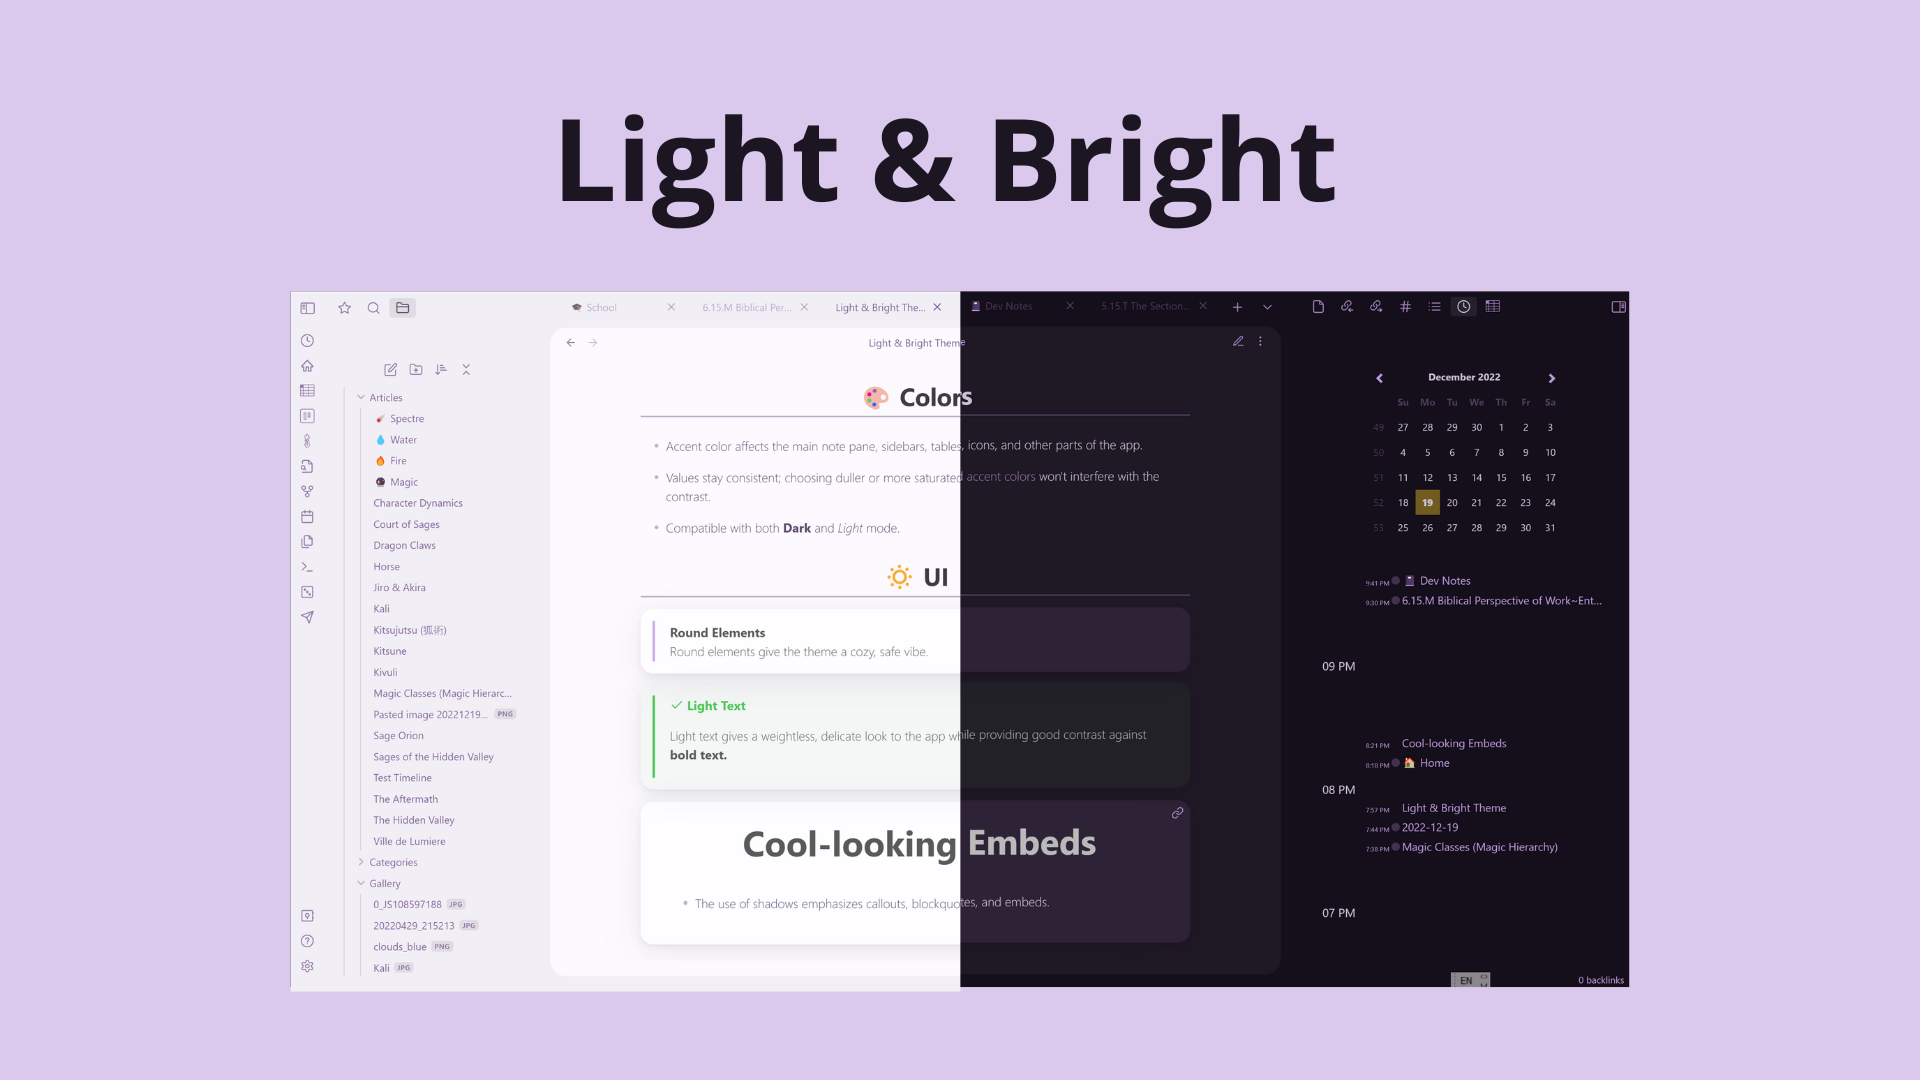 Light & Bright
School
6.15.M Biblical Per...
Light & Bright The...
Dev Notes
5.15.T The Section...
Light & Bright Theme
Articles
Spectre
Water
Fire
Magic
Character Dynamics
Court of Sages
Dragon Claws
Horse
Jiro & Akira
Kali
Kitsujutsu (狐術)
Kitsune
Kivuli
Magic Classes (Magic Hierarc...
Pasted image 20221219... PNG
Sage Orion
Sages of the Hidden Valley
Test Timeline
The Aftermath
The Hidden Valley
Ville de Lumiere
Categories
Gallery
0_JS108597188 JPG
20220429_215213 JPG
clouds_blue PNG
Kali JPG
Colors
Accent color affects the main note pane, sidebars, tables, icons, and other parts of the app.
Values stay consistent; choosing duller or more saturated accent colors won't interfere with the
contrast.
Compatible with both Dark and Light mode.
UI
Round Elements
Round elements give the theme a cozy, safe vibe.
Light Text
Light text gives a weightless, delicate look to the app while providing good contrast against
bold text.
Cool-looking Embeds
The use of shadows emphasizes callouts, blockquotes, and embeds.
December 2022
Su Mo Tu We Th Fr Sa
49 27 28 29 30 1 2 3
50 4 5 6 7 8 9 10
51 11 12 13 14 15 16 17
52 18 19 20 21 22 23 24
53 25 26 27 28 29 30 31
9:41 PM Dev Notes
9:30 PM 6.15.M Biblical Perspective of Work~Ent...
09 PM
8:21 PM Cool-looking Embeds
8:18 PM Home
08 PM
7:57 PM Light & Bright Theme
7:44 PM 2022-12-19
7:38 PM Magic Classes (Magic Hierarchy)
07 PM
EN
0 backlinks